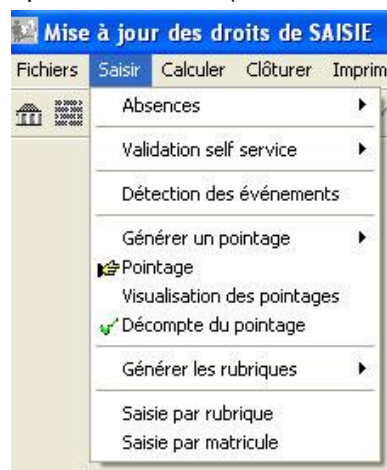 Mise à jour des droits de SAISIE
Fichiers Saisir Calculer Clôturer Imprim
Absences
Validation self service
Détection des événements
Générer un pointage
Pointage
Visualisation des pointages
Décompte du pointage
Générer les rubriques
Saisie par rubrique
Saisie par matricule